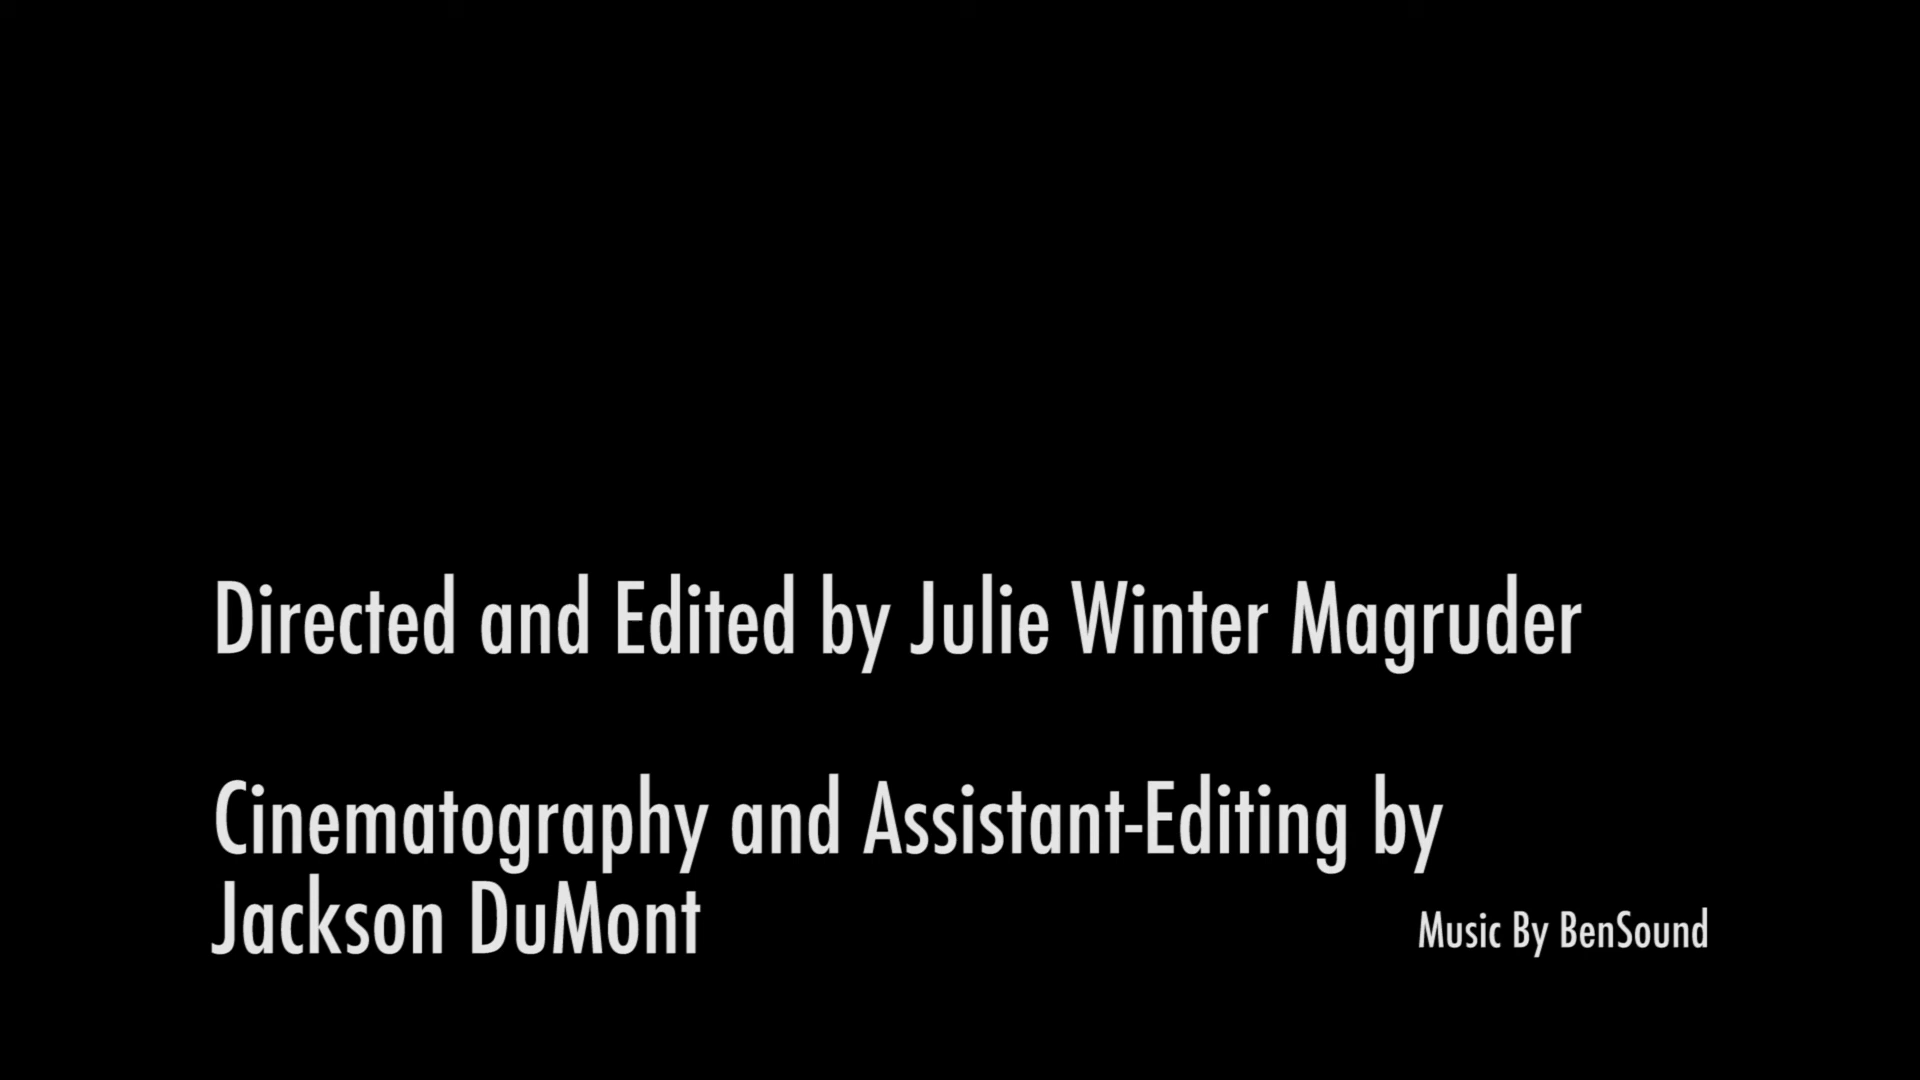 Directed and Edited by Julie Winter Magruder
Cinematography and Assistant-Editing by
Jackson DuMont
Music By BenSound